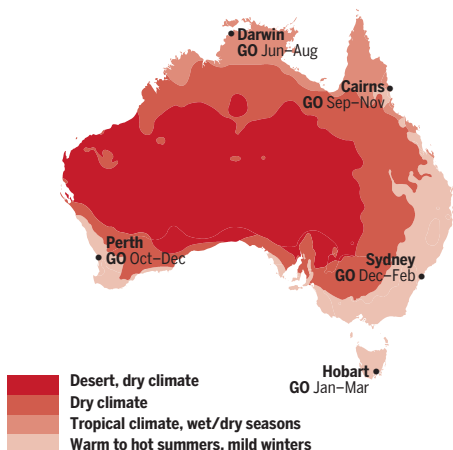 Darwin
GO Jun–Aug
Cairns
GO Sep–Nov
Perth
GO Oct–Dec
Sydney
GO Dec–Feb
Hobart
GO Jan–Mar
Desert, dry climate
Dry climate
Tropical climate, wet/dry seasons
Warm to hot summers, mild winters